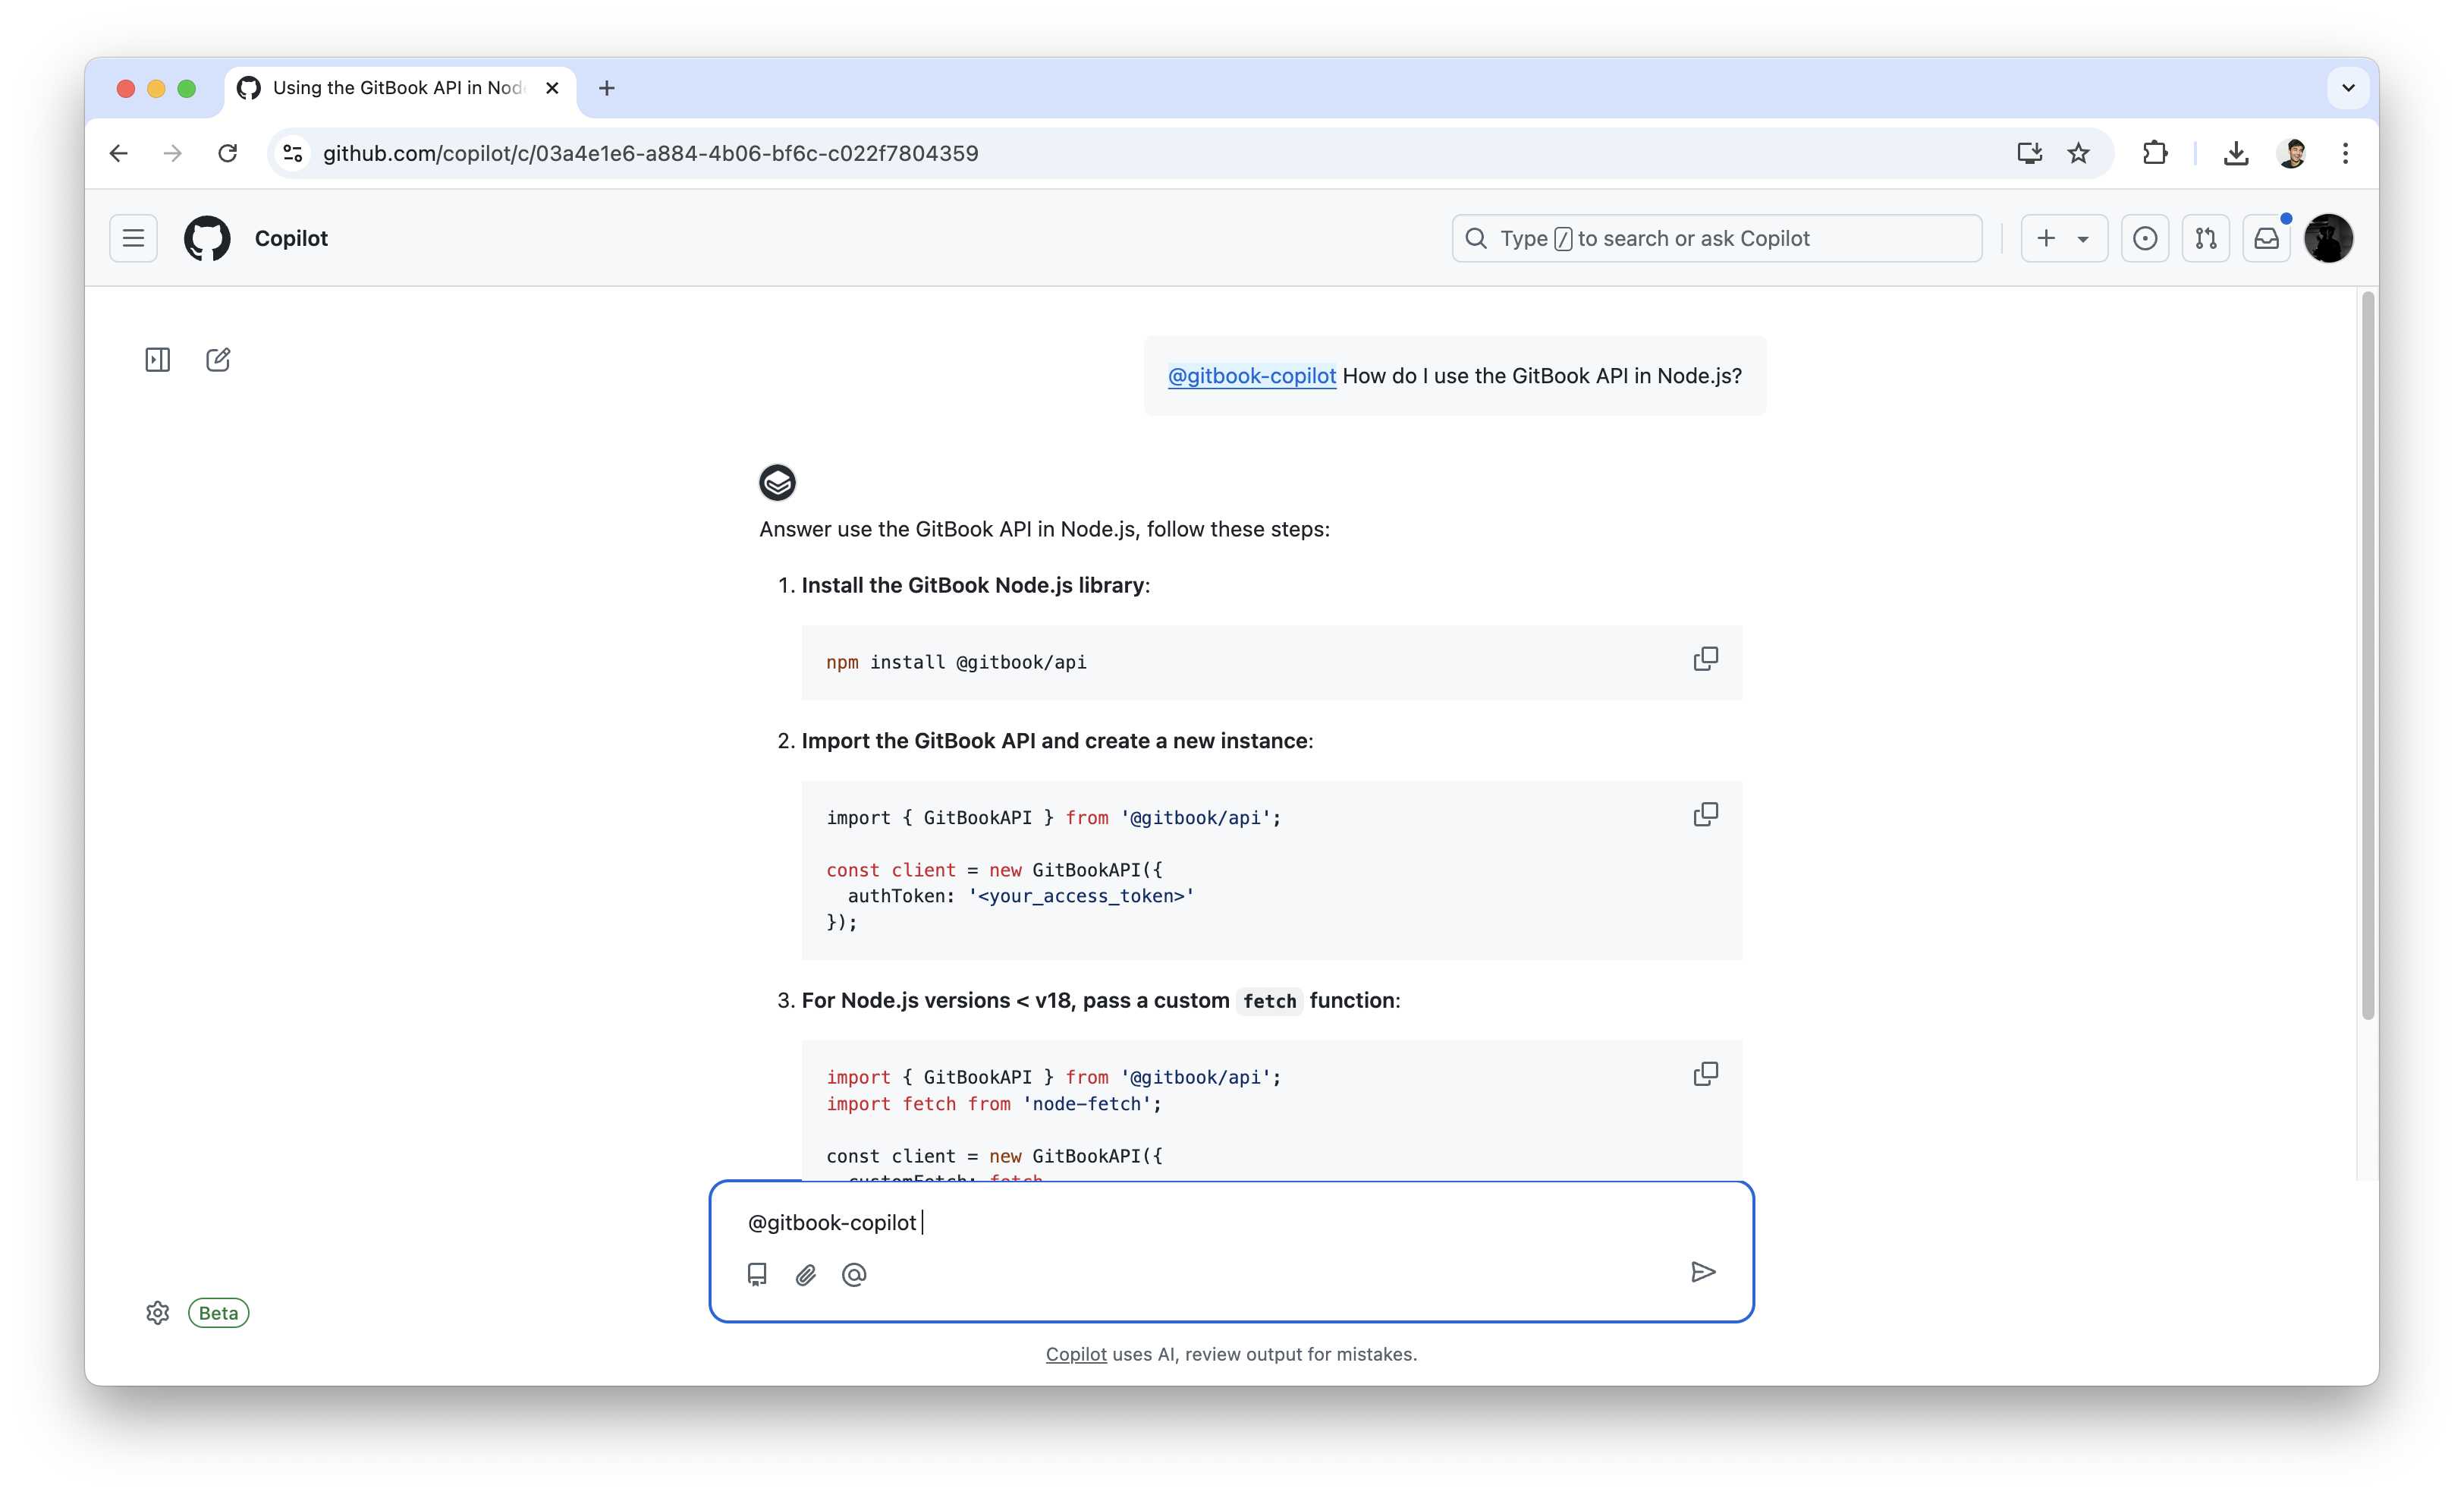 Using the GitBook API in Node
github.com/copilot/c/03a4e1e6-a884-4b06-bf6c-c022f7804359
Copilot
Type / to search or ask Copilot
@gitbook-copilot How do I use the GitBook API in Node.js?
Answer use the GitBook API in Node.js, follow these steps:
1. Install the GitBook Node.js library:
npm install @gitbook/api
2. Import the GitBook API and create a new instance:
import { GitBookAPI } from '@gitbook/api';
const client = new GitBookAPI({
authToken: '<your_access_token>'
});
3. For Node.js versions < v18, pass a custom fetch function:
import { GitBookAPI } from '@gitbook/api';
import fetch from 'node-fetch';
const client = new GitBookAPI({
customFetch: fetch
@gitbook-copilot
Beta
Copilot uses AI, review output for mistakes.